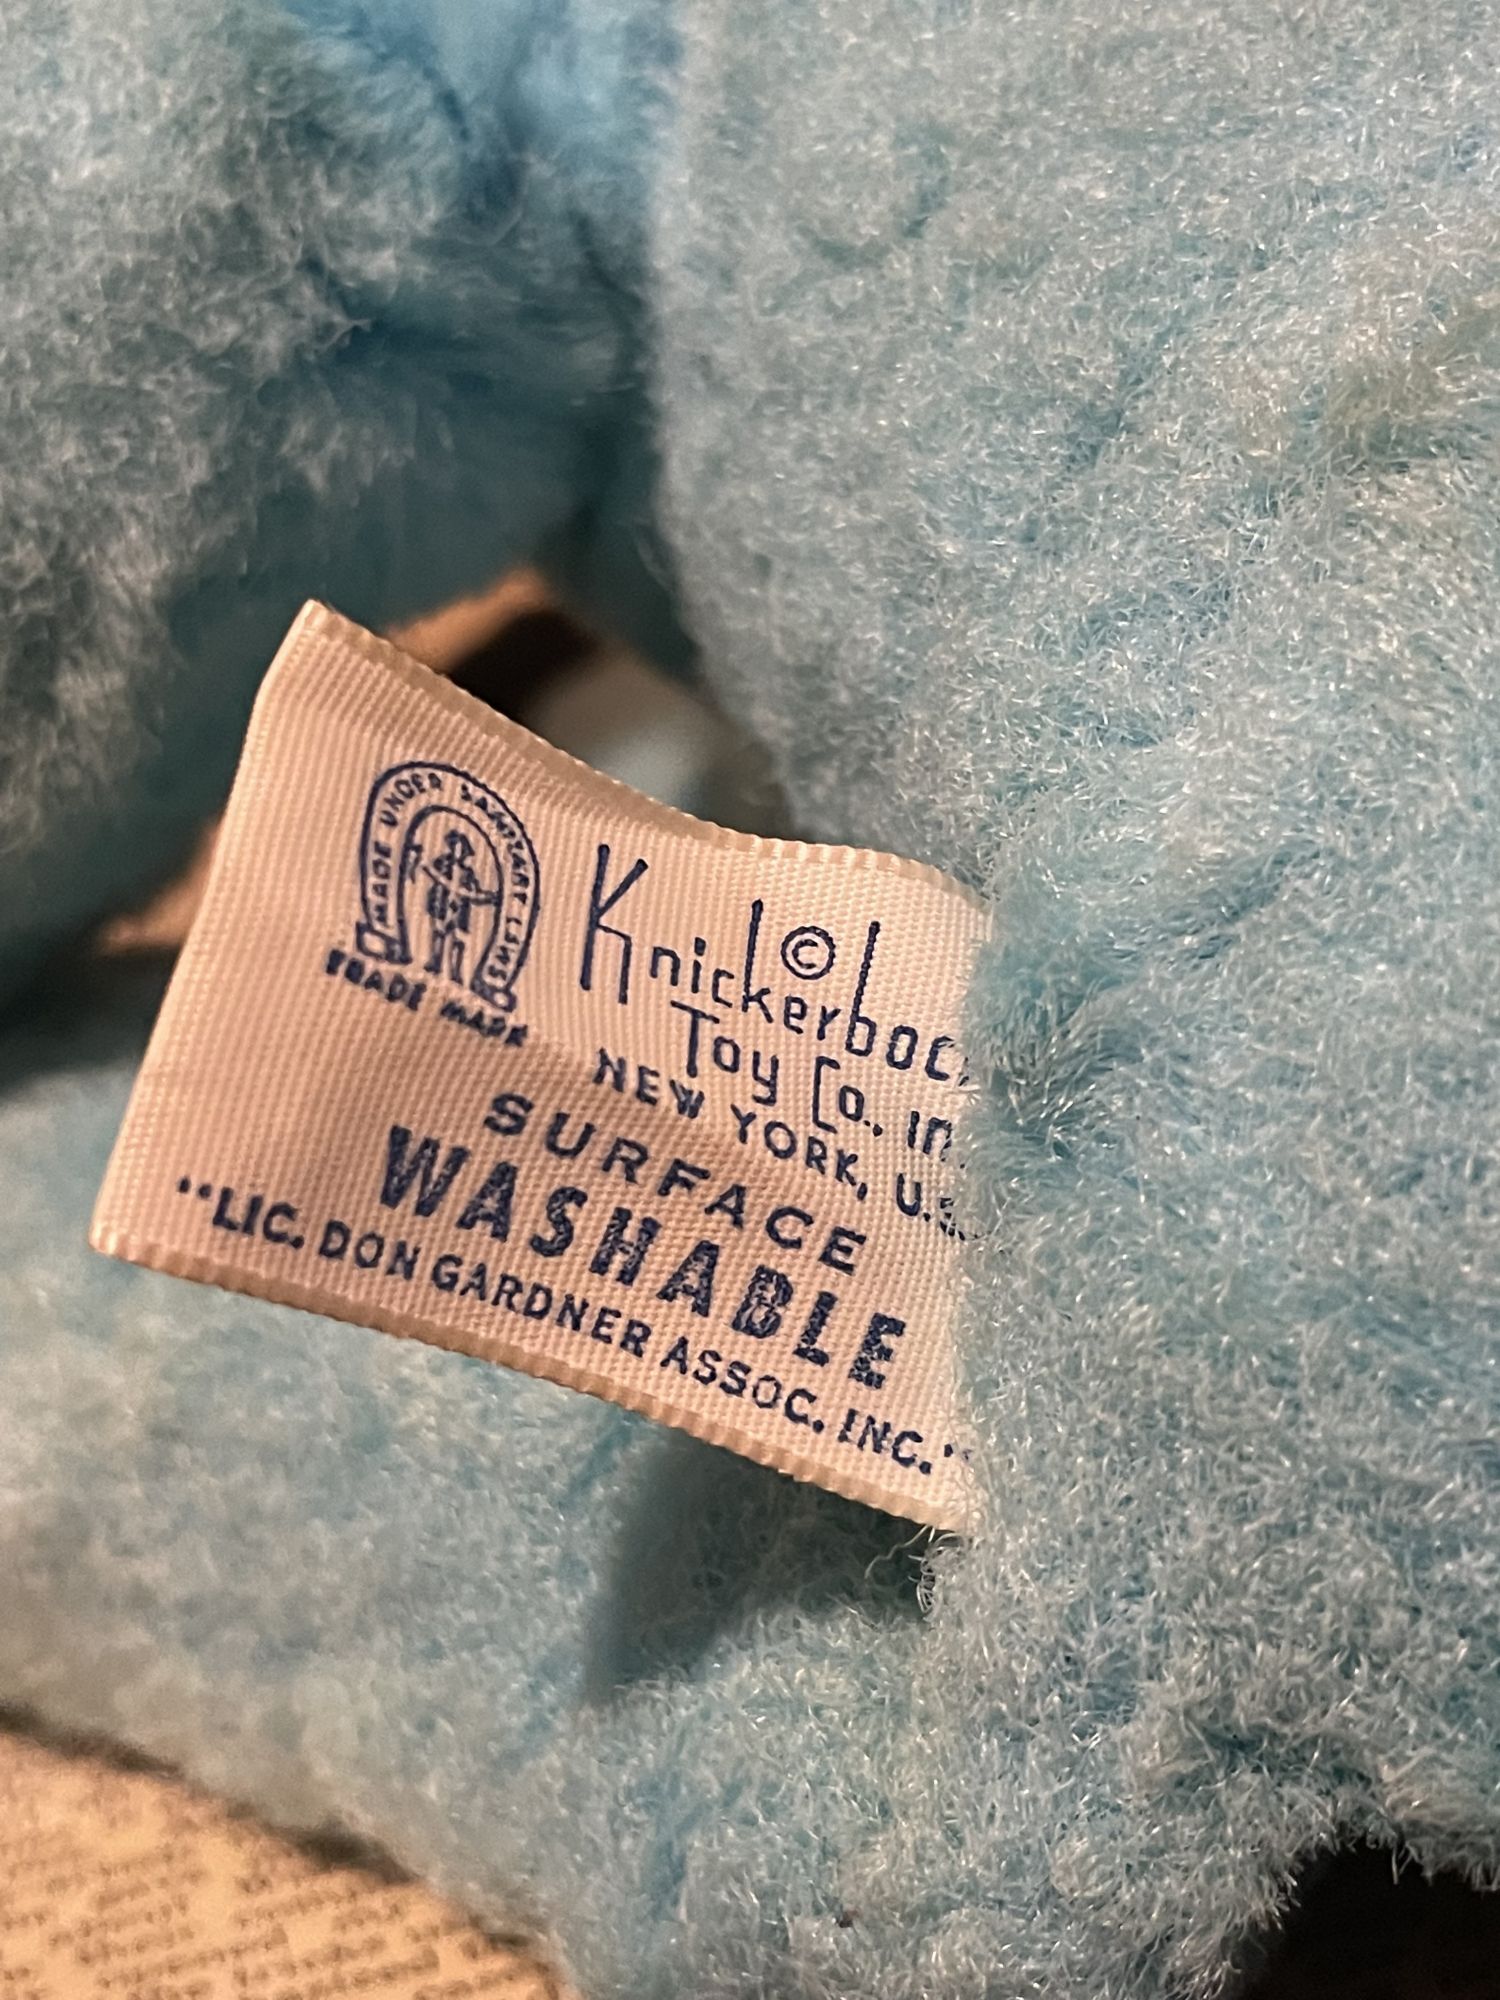 MADE UNDER SANITARY LAWS
TRADE MARK
©
Knickerboc
Toy Co., In
NEW YORK, U.S.
SURFACE
WASHABLE
"LIC. DON GARDNER ASSOC. INC."